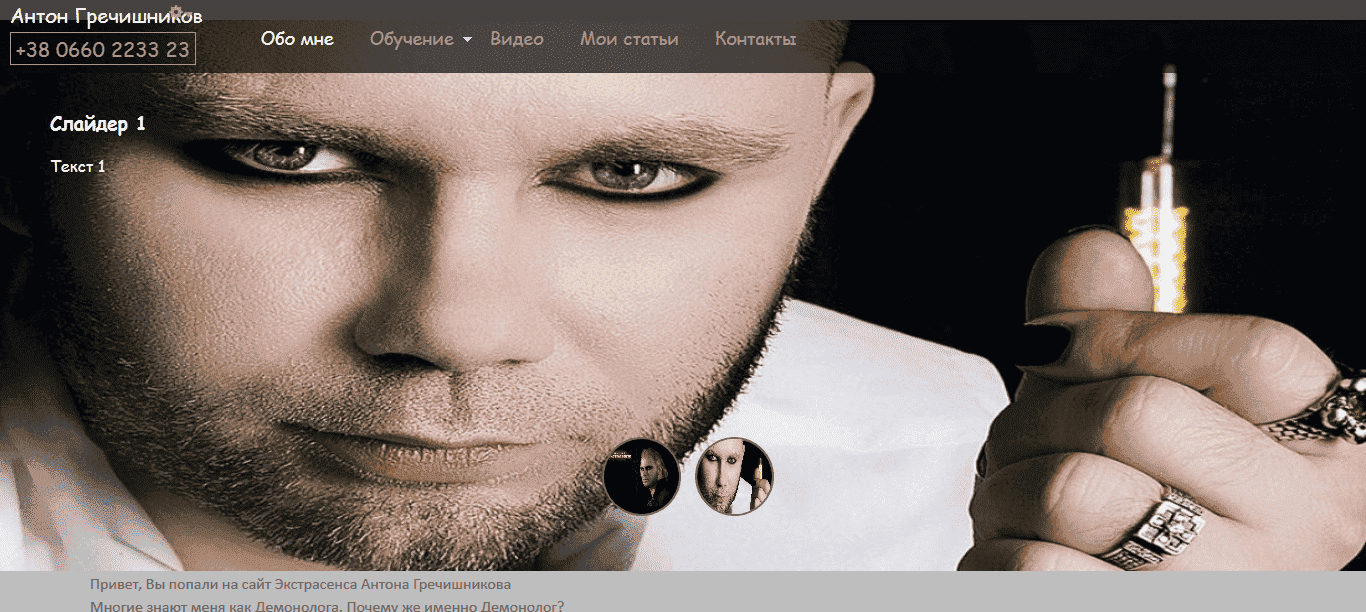 Антон Гречишников
+38 0660 2233 23
Обо мне Обучение Видео Мои статьи Контакты
Слайдер 1
Текст 1
Привет, Вы попали на сайт Экстрасенса Антона Гречишникова
Многие знают меня как Демонолога. Почему же именно Демонолог?